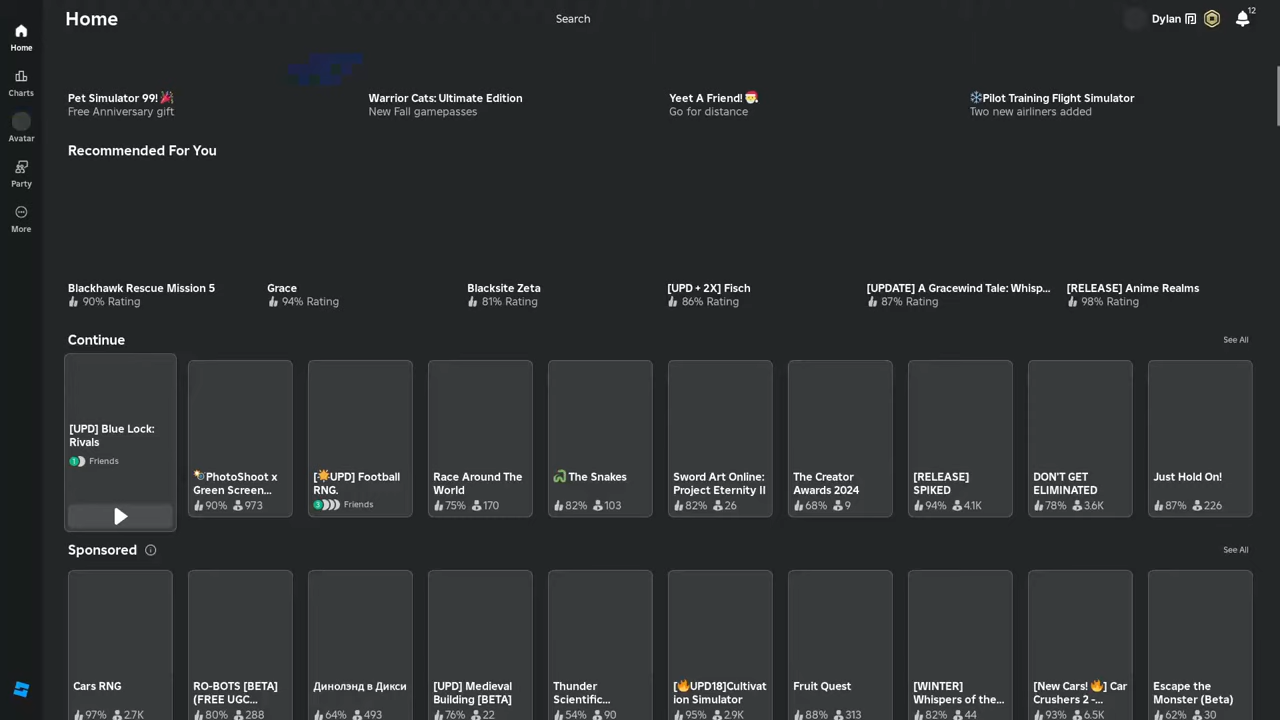 Home
Search
Dylan
12
Home
Charts
Avatar
Party
More
Pet Simulator 99! 🎉
Free Anniversary gift
Warrior Cats: Ultimate Edition
New Fall gamepasses
Yeet A Friend! 🎅
Go for distance
❄️Pilot Training Flight Simulator
Two new airliners added
Recommended For You
Blackhawk Rescue Mission 5
90% Rating
Grace
94% Rating
Blacksite Zeta
81% Rating
[UPD + 2X] Fisch
86% Rating
[UPDATE] A Gracewind Tale: Whisp...
87% Rating
[RELEASE] Anime Realms
98% Rating
Continue
See All
[UPD] Blue Lock:
Rivals
1
Friends
📸PhotoShoot x
Green Screen...
90% 973
[☀️UPD] Football
RNG.
3
Friends
Race Around The
World
75% 170
🐍 The Snakes
82% 103
Sword Art Online:
Project Eternity II
82% 26
The Creator
Awards 2024
68% 9
[RELEASE]
SPIKED
94% 4.1K
DON'T GET
ELIMINATED
78% 3.6K
Just Hold On!
87% 226
Sponsored
See All
Cars RNG
97% 2.7K
RO-BOTS [BETA]
(FREE UGC...
80% 288
Динолэнд в Дикси
64% 493
[UPD] Medieval
Building [BETA]
76% 22
Thunder
Scientific...
54% 90
[🔥UPD18]Cultivat
ion Simulator
95% 2.9K
Fruit Quest
88% 313
[WINTER]
Whispers of the...
82% 44
[New Cars! 🔥] Car
Crushers 2 -...
93% 6.5K
Escape the
Monster (Beta)
62% 30